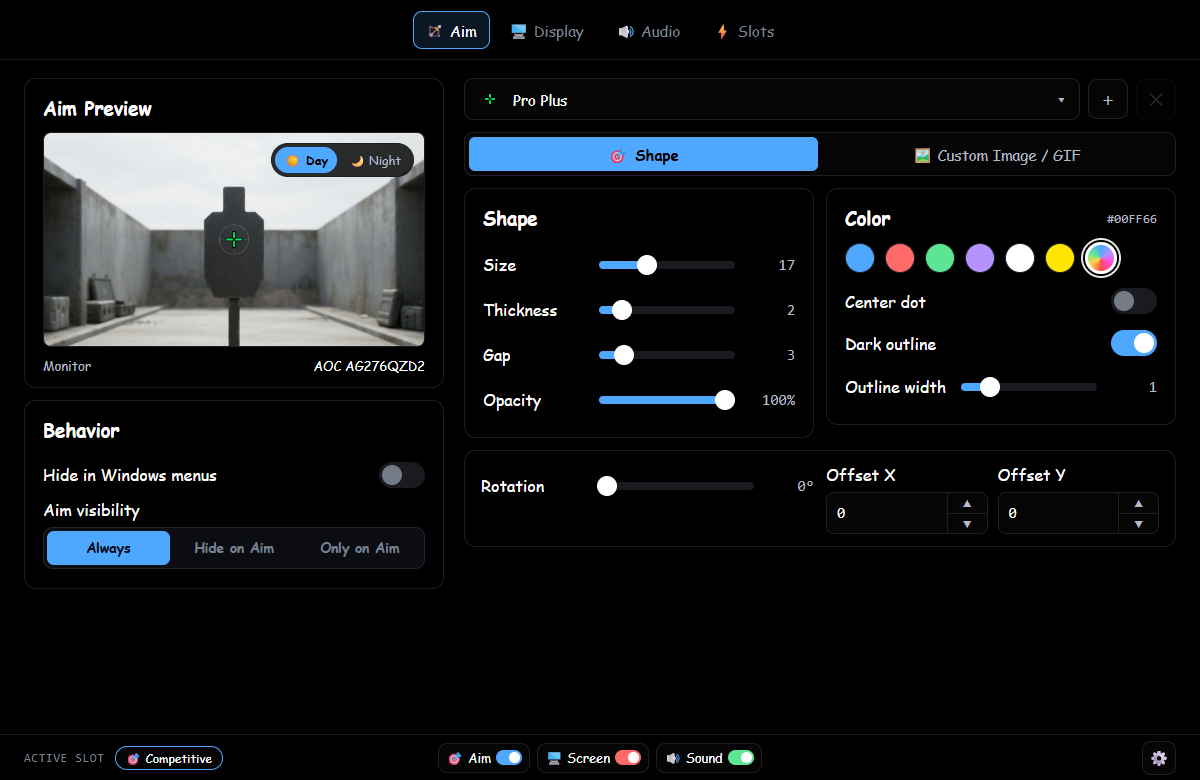 Aim
Display
Audio
Slots
Aim Preview
Day
Night
Monitor
AOC AG276QZD2
Behavior
Hide in Windows menus
Aim visibility
Always
Hide on Aim
Only on Aim
Pro Plus
Shape
Custom Image / GIF
Shape
Size 17
Thickness 2
Gap 3
Opacity 100%
Color #00FF66
Center dot
Dark outline
Outline width 1
Rotation 0°
Offset X
0
Offset Y
0
ACTIVE SLOT
Competitive
Aim
Screen
Sound